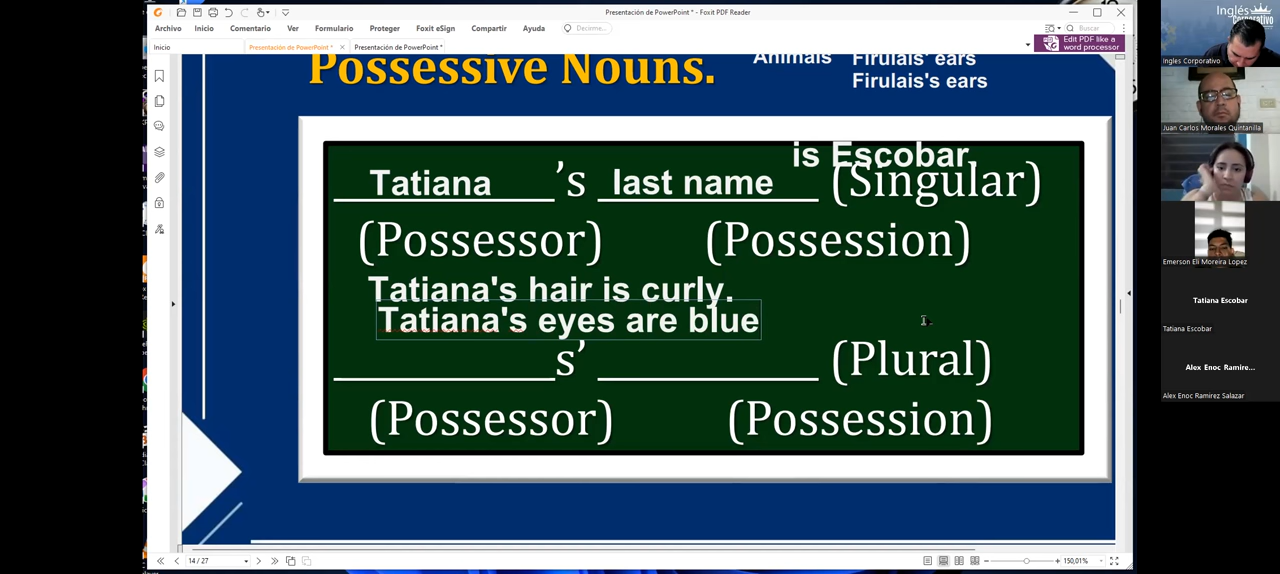 Presentación de PowerPoint * - Foxit PDF Reader
Archivo Inicio Comentario Ver Formulario Proteger Foxit eSign Compartir Ayuda Decirme... Buscar
Inicio Presentación de PowerPoint * × Presentación de PowerPoint *
Edit PDF like a word processor
Possessive Nouns.
Animals Firulais' ears
Firulais's ears
is Escobar.
Tatiana 's last name (Singular)
(Possessor) (Possession)
Tatiana's hair is curly.
Tatiana's eyes are blue
s' (Plural)
(Possessor) (Possession)
14 / 27
150,01%
Inglés
Corporativo
Ingles Corporativo
Juan Carlos Morales Quintanilla
Emerson Eli Moreira Lopez
Tatiana Escobar
Tatiana Escobar
Alex Enoc Ramire...
Alex Enoc Ramirez Salazar